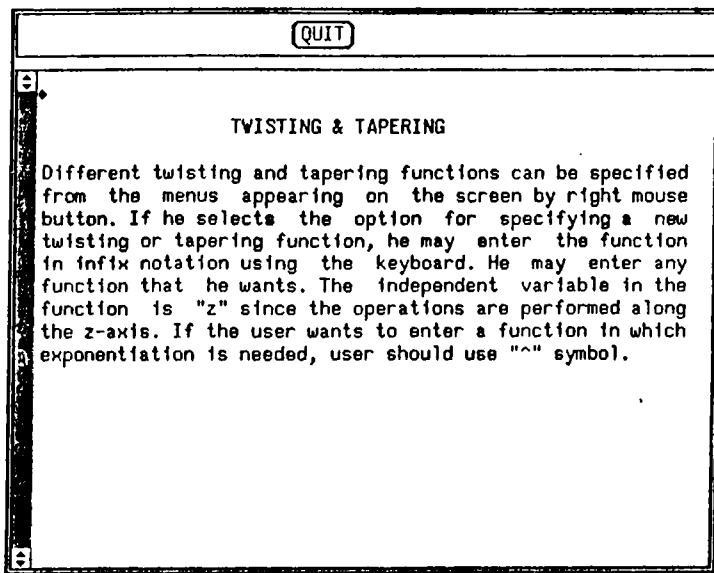 QUIT
TWISTING & TAPERING
Different twisting and tapering functions can be specified
from the menus appearing on the screen by right mouse
button. If he selects the option for specifying a new
twisting or tapering function, he may enter the function
in infix notation using the keyboard. He may enter any
function that he wants. The independent variable in the
function is "z" since the operations are performed along
the z-axis. If the user wants to enter a function in which
exponentiation is needed, user should use "^" symbol.